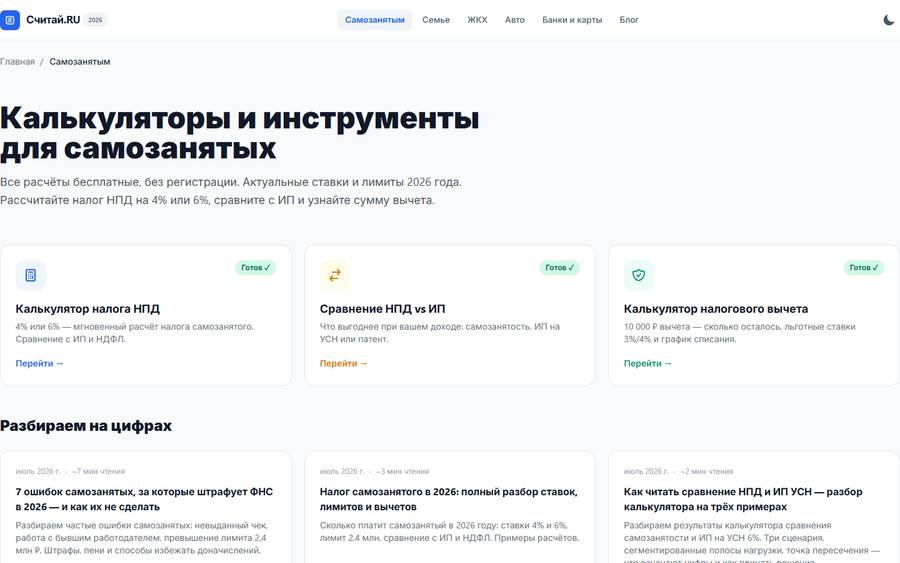 Считай.RU 2026 Самозанятым Семье ЖКХ Авто Банки и карты Блог
Главная / Самозанятым
Калькуляторы и инструменты
для самозанятых
Все расчёты бесплатные, без регистрации. Актуальные ставки и лимиты 2026 года.
Рассчитайте налог НПД на 4% или 6%, сравните с ИП и узнайте сумму вычета.
Готов ✓
Калькулятор налога НПД
4% или 6% — мгновенный расчёт налога самозанятого.
Сравнение с ИП и НДФЛ.
Перейти →
Готов ✓
Сравнение НПД vs ИП
Что выгоднее при вашем доходе: самозанятость, ИП на
УСН или патент.
Перейти →
Готов ✓
Калькулятор налогового вычета
10 000 ₽ вычета — сколько осталось, льготные ставки
3%/4% и график списания.
Перейти →
Разбираем на цифрах
июль 2026 г. · ~7 мин чтения
7 ошибок самозанятых, за которые штрафует ФНС
в 2026 — и как их не сделать
Разбираем частые ошибки самозанятых: невыданный чек,
работа с бывшим работодателем, превышение лимита 2,4
млн ₽. Штрафы, пени и способы избежать доначислений.
июль 2026 г. · ~3 мин чтения
Налог самозанятого в 2026: полный разбор ставок,
лимитов и вычетов
Сколько платит самозанятый в 2026 году: ставки 4% и 6%,
лимит 2,4 млн, сравнение с ИП и НДФЛ. Примеры расчётов.
июль 2026 г. · ~2 мин чтения
Как читать сравнение НПД и ИП УСН — разбор
калькулятора на трёх примерах
Разбираем результаты калькулятора сравнения
самозанятости и ИП на УСН 6%. Три сценария,
сегментированные полосы нагрузки, точка пересечения —
что означают цифры и как принять решение.